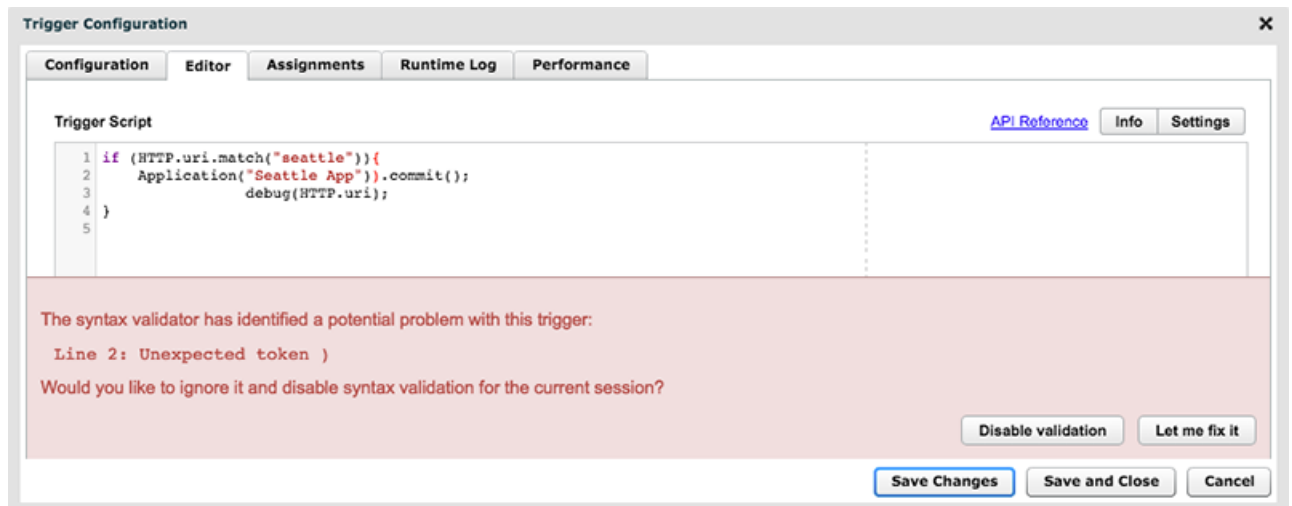 Trigger Configuration ×
Configuration Editor Assignments Runtime Log Performance
Trigger Script API Reference Info Settings
1 if (HTTP.uri.match("seattle")){
2 Application("Seattle App")).commit();
3 debug(HTTP.uri);
4 }
5
The syntax validator has identified a potential problem with this trigger:
Line 2: Unexpected token )
Would you like to ignore it and disable syntax validation for the current session?
Disable validation Let me fix it
Save Changes Save and Close Cancel